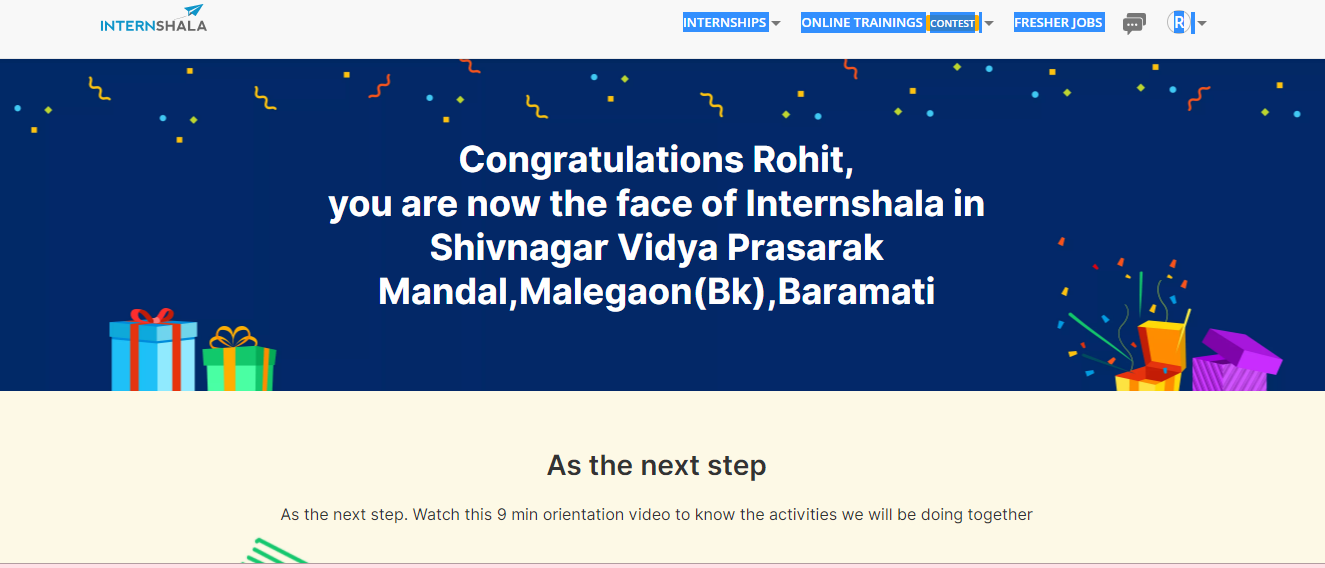 INTERNSHALA
INTERNSHIPS ONLINE TRAININGS CONTEST FRESHER JOBS R
Congratulations Rohit,
you are now the face of Internshala in
Shivnagar Vidya Prasarak
Mandal,Malegaon(Bk),Baramati
As the next step
As the next step. Watch this 9 min orientation video to know the activities we will be doing together